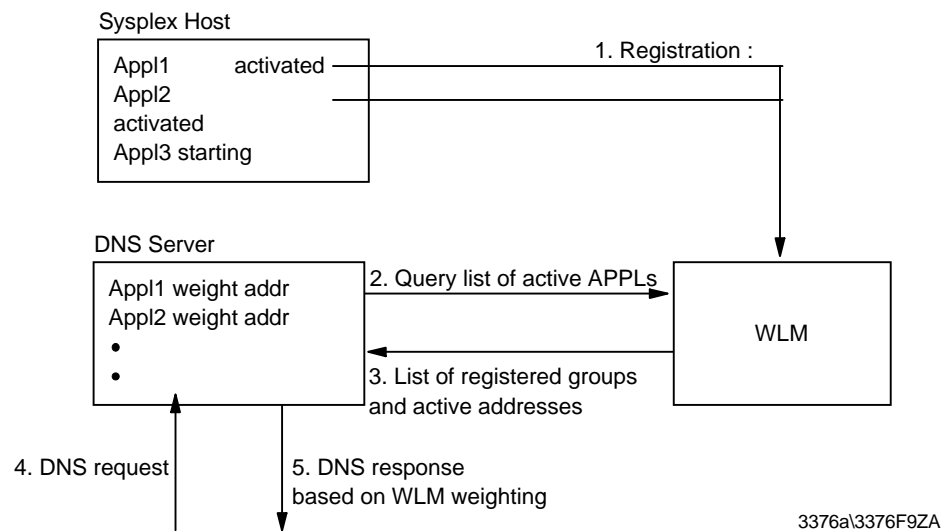 Sysplex Host
Appl1 activated
Appl2
activated
Appl3 starting
1. Registration :
DNS Server
Appl1 weight addr
Appl2 weight addr
•
•
2. Query list of active APPLs
WLM
3. List of registered groups
and active addresses
4. DNS request
5. DNS response
based on WLM weighting
3376a\3376F9ZA